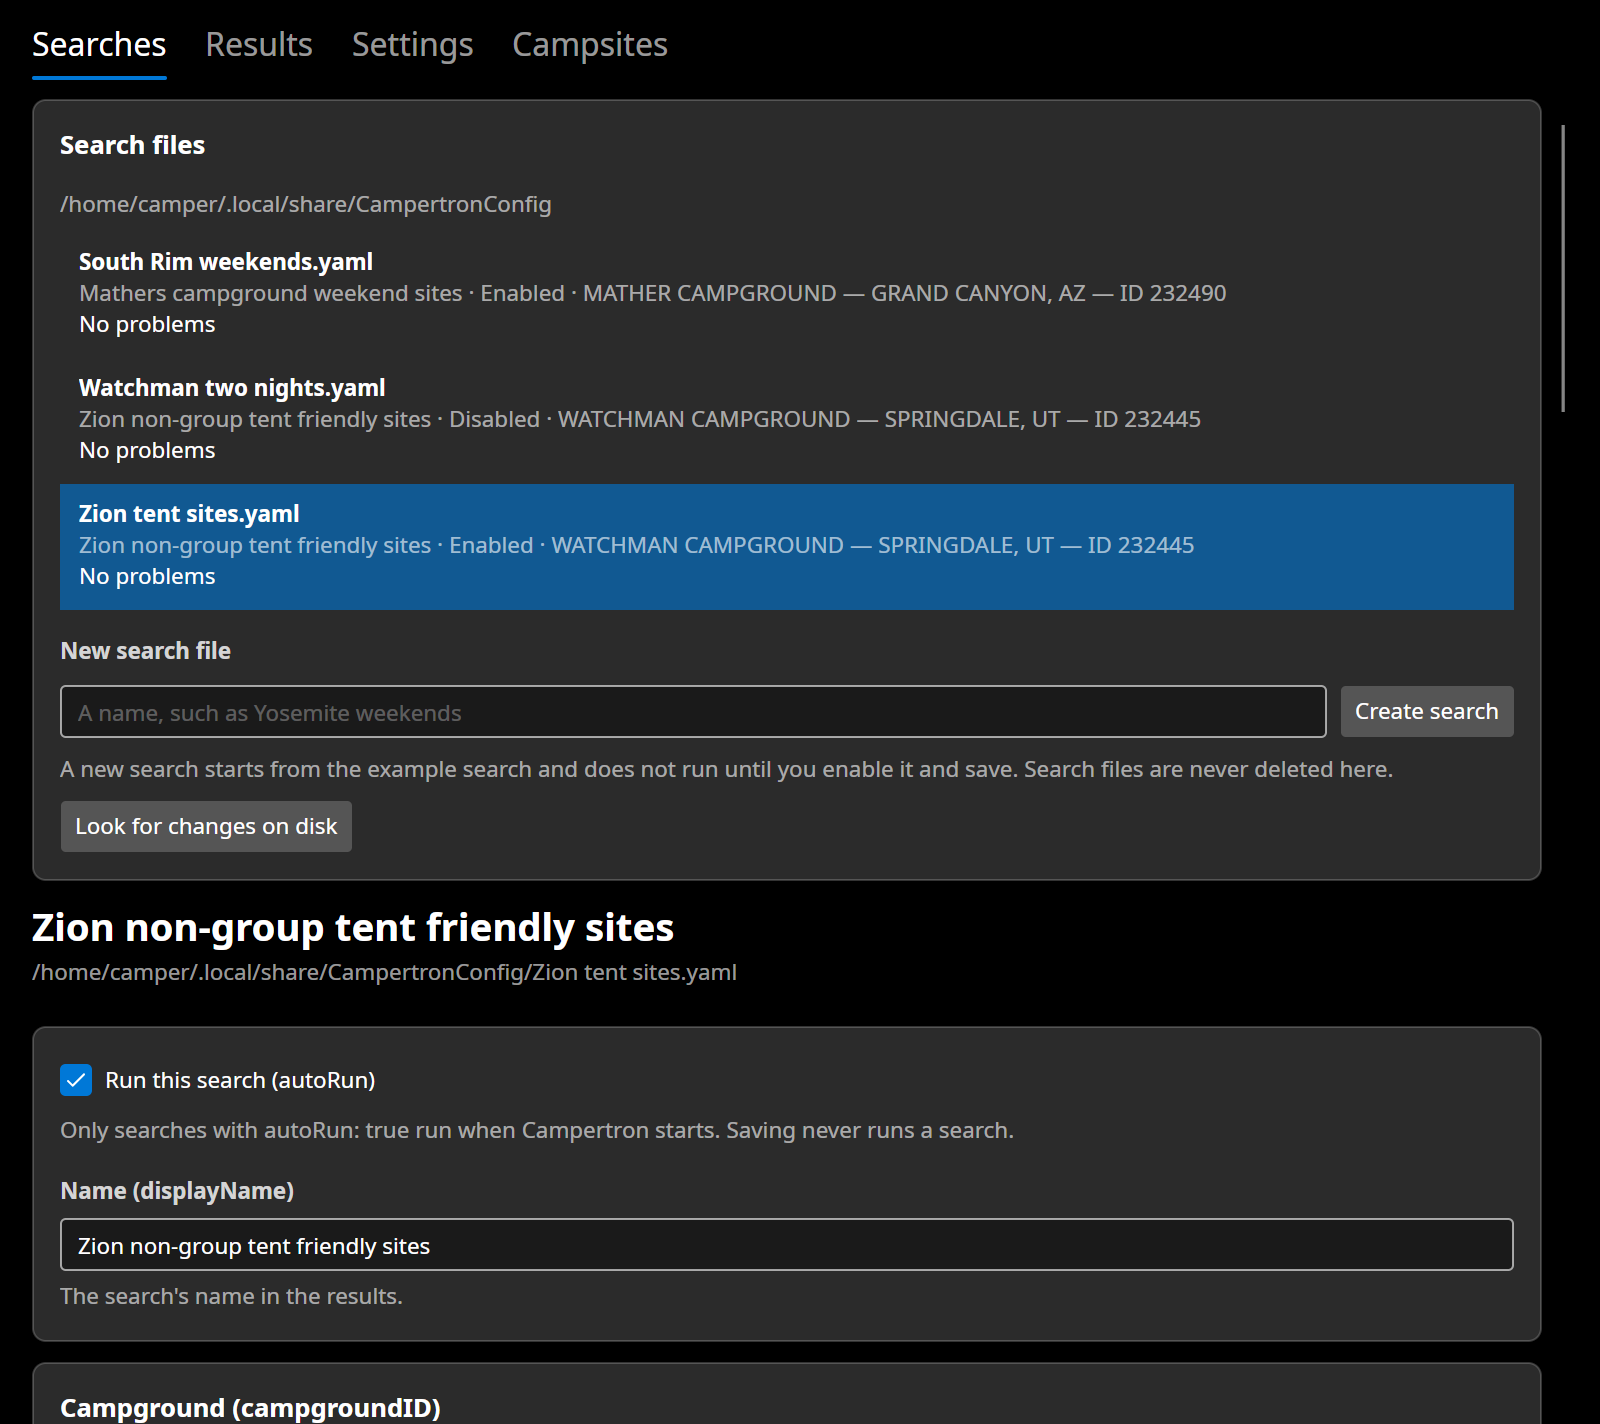 Searches Results Settings Campsites
Search files
/home/camper/.local/share/CampertronConfig
South Rim weekends.yaml
Mathers campground weekend sites · Enabled · MATHER CAMPGROUND — GRAND CANYON, AZ — ID 232490
No problems
Watchman two nights.yaml
Zion non-group tent friendly sites · Disabled · WATCHMAN CAMPGROUND — SPRINGDALE, UT — ID 232445
No problems
Zion tent sites.yaml
Zion non-group tent friendly sites · Enabled · WATCHMAN CAMPGROUND — SPRINGDALE, UT — ID 232445
No problems
New search file
A name, such as Yosemite weekends
Create search
A new search starts from the example search and does not run until you enable it and save. Search files are never deleted here.
Look for changes on disk
Zion non-group tent friendly sites
/home/camper/.local/share/CampertronConfig/Zion tent sites.yaml
Run this search (autoRun)
Only searches with autoRun: true run when Campertron starts. Saving never runs a search.
Name (displayName)
Zion non-group tent friendly sites
The search's name in the results.
Campground (campgroundID)